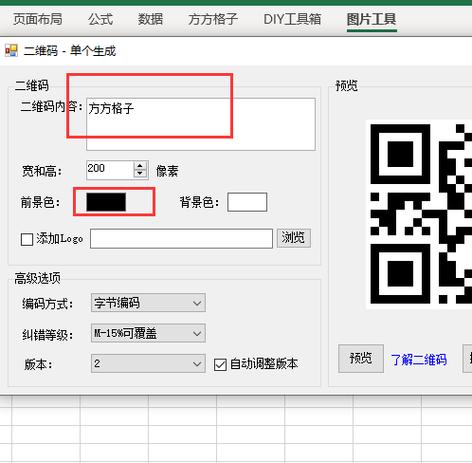 页面布局 公式 数据 方方格子 DIY工具箱 图片工具
二维码 - 单个生成
二维码 预览
二维码内容: 方方格子
宽和高: 200 像素
前景色: 背景色:
添加Logo 浏览
高级选项
编码方式: 字节编码
纠错等级: M-15%可覆盖
版本: 2 自动调整版本
预览 了解二维码